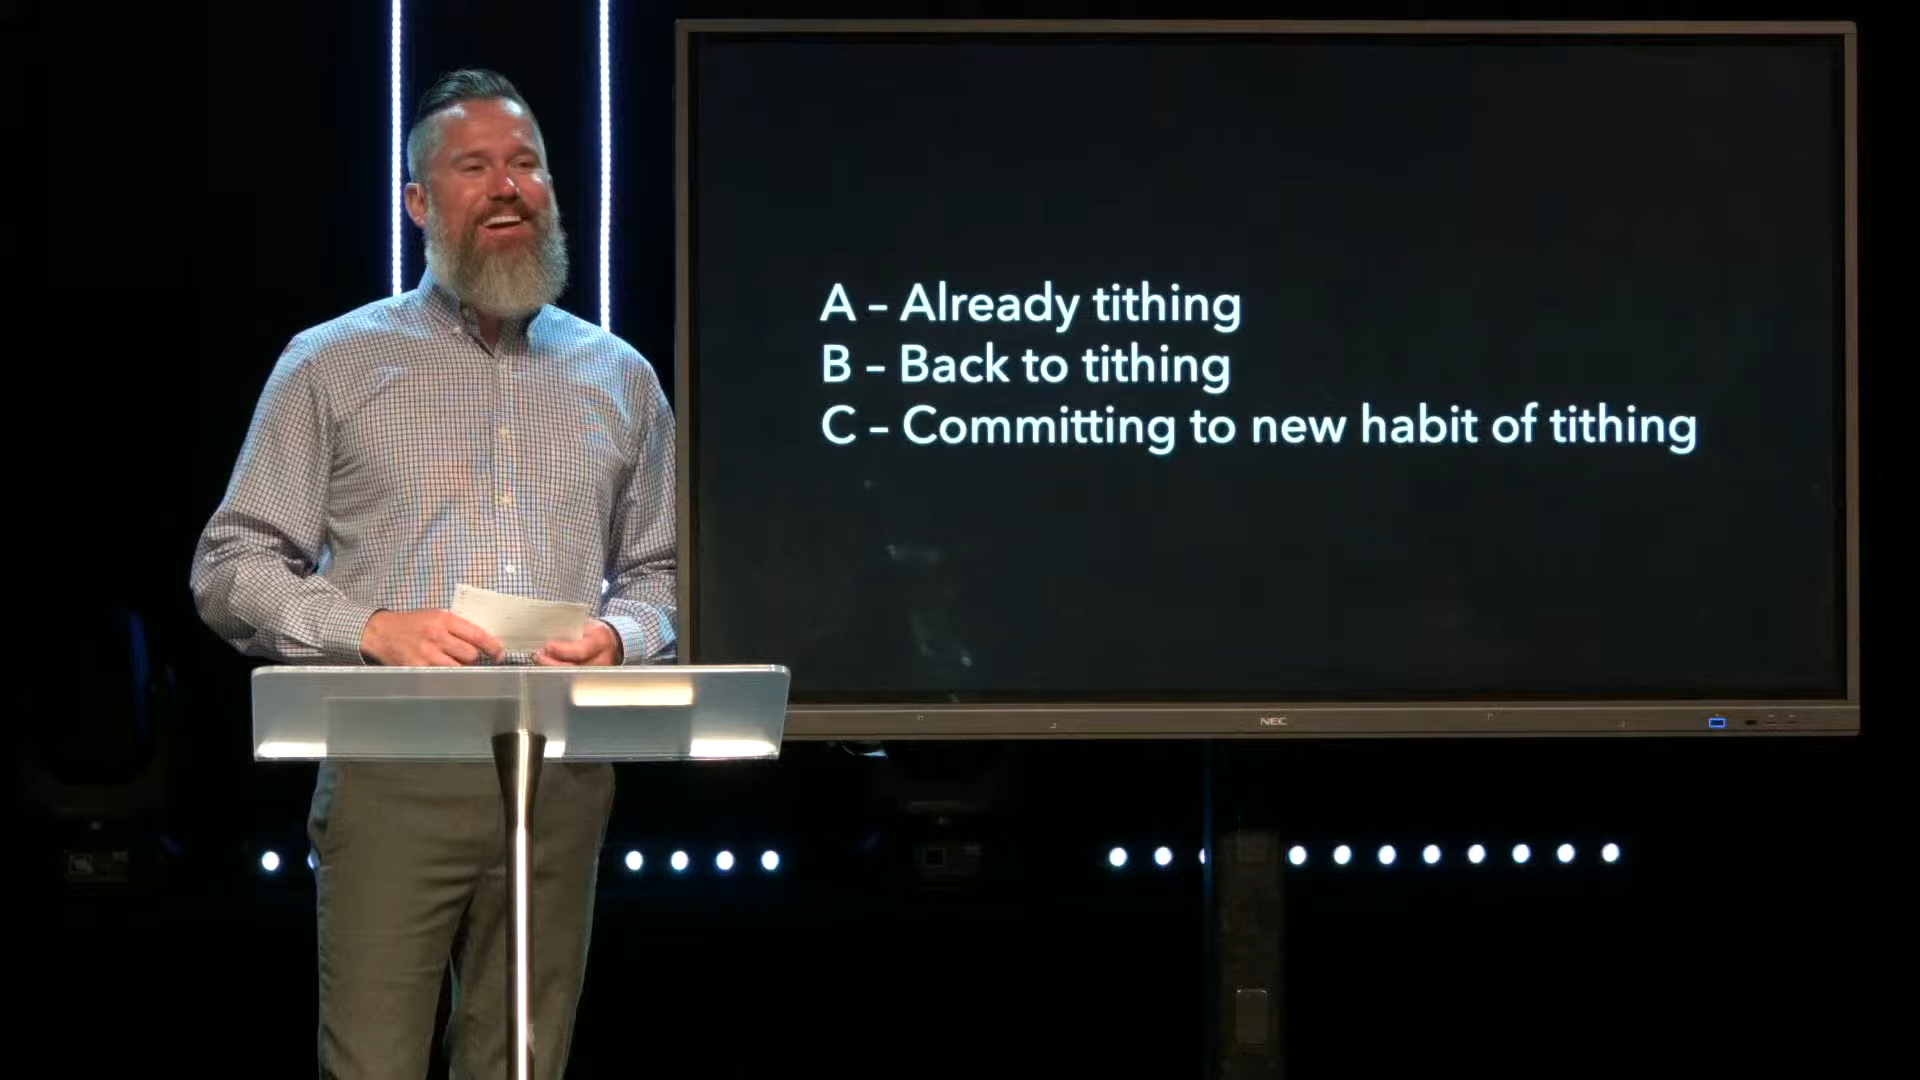 A – Already tithing
B – Back to tithing
C – Committing to new habit of tithing
NEC